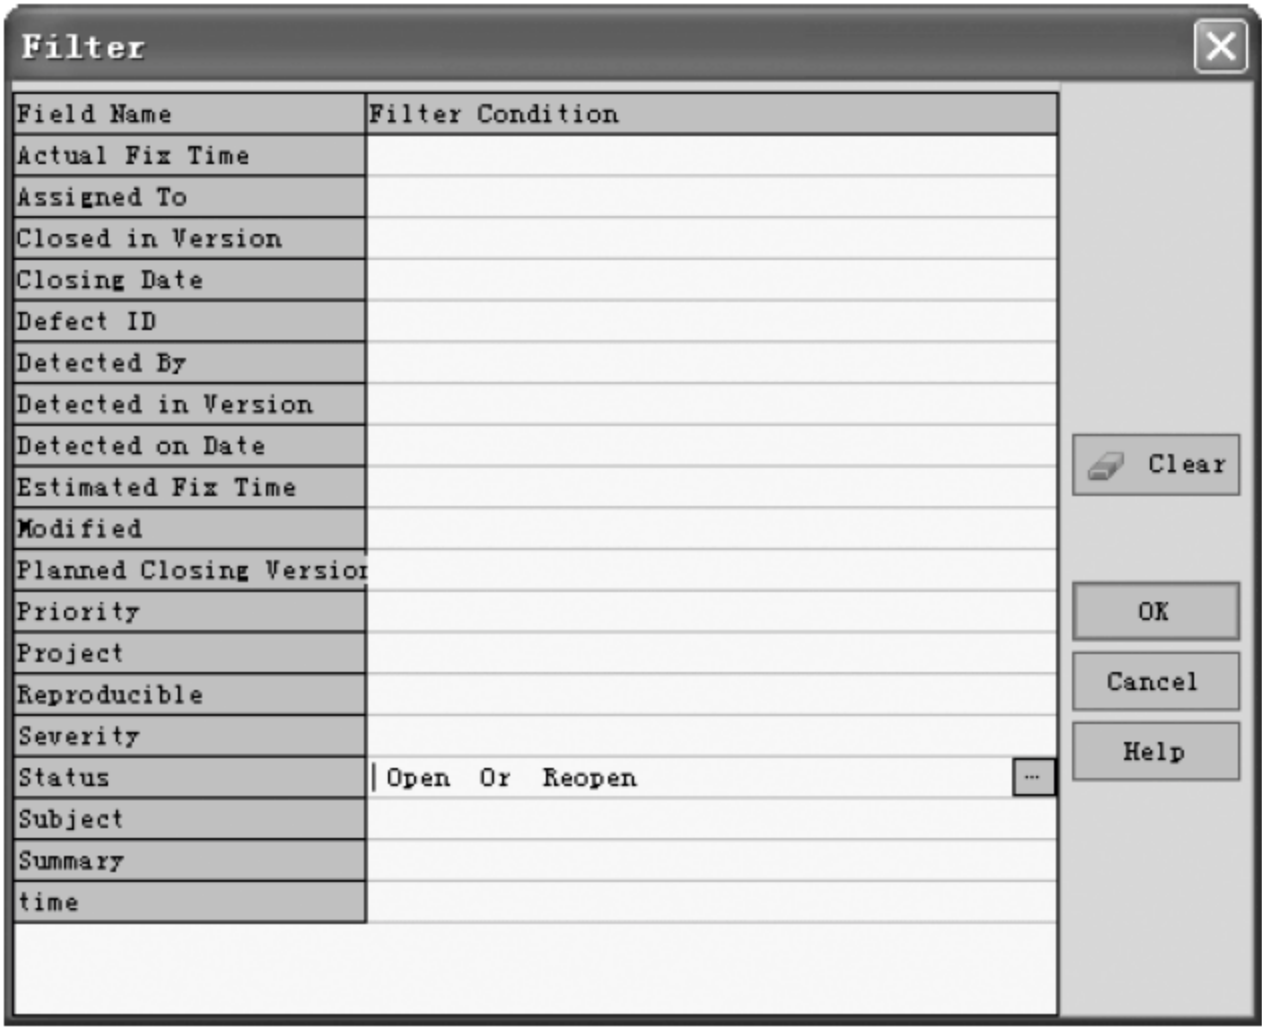 Filter
Field Name Filter Condition
Actual Fix Time
Assigned To
Closed in Version
Closing Date
Defect ID
Detected By
Detected in Version
Detected on Date
Estimated Fix Time
Modified
Planned Closing Version
Priority
Project
Reproducible
Severity
Status Open Or Reopen ...
Subject
Summary
time
Clear
OK
Cancel
Help